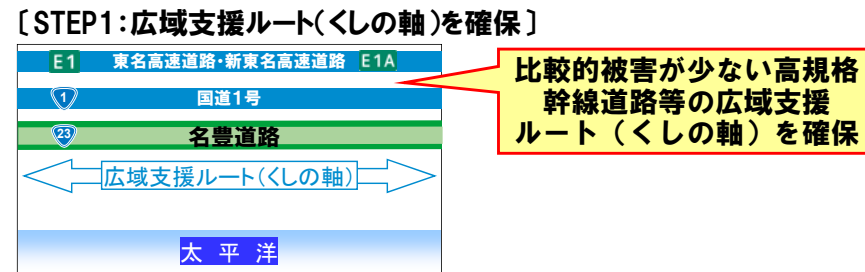 〔STEP1:広域支援ルート(くしの軸)を確保〕
E1 東名高速道路・新東名高速道路 E1A
1 国道1号
23 名豊道路
広域支援ルート(くしの軸)
太平洋
比較的被害が少ない高規格
幹線道路等の広域支援
ルート(くしの軸)を確保